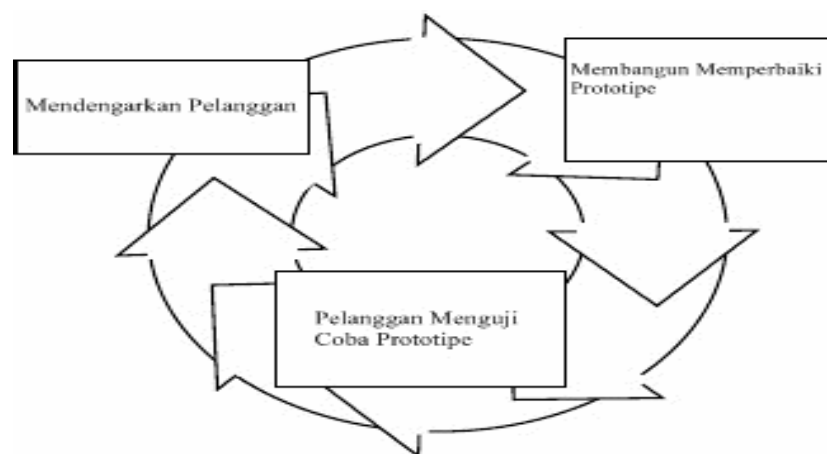 Mendengarkan Pelanggan
Membangun Memperbaiki
Prototipe
Pelanggan Menguji
Coba Prototipe